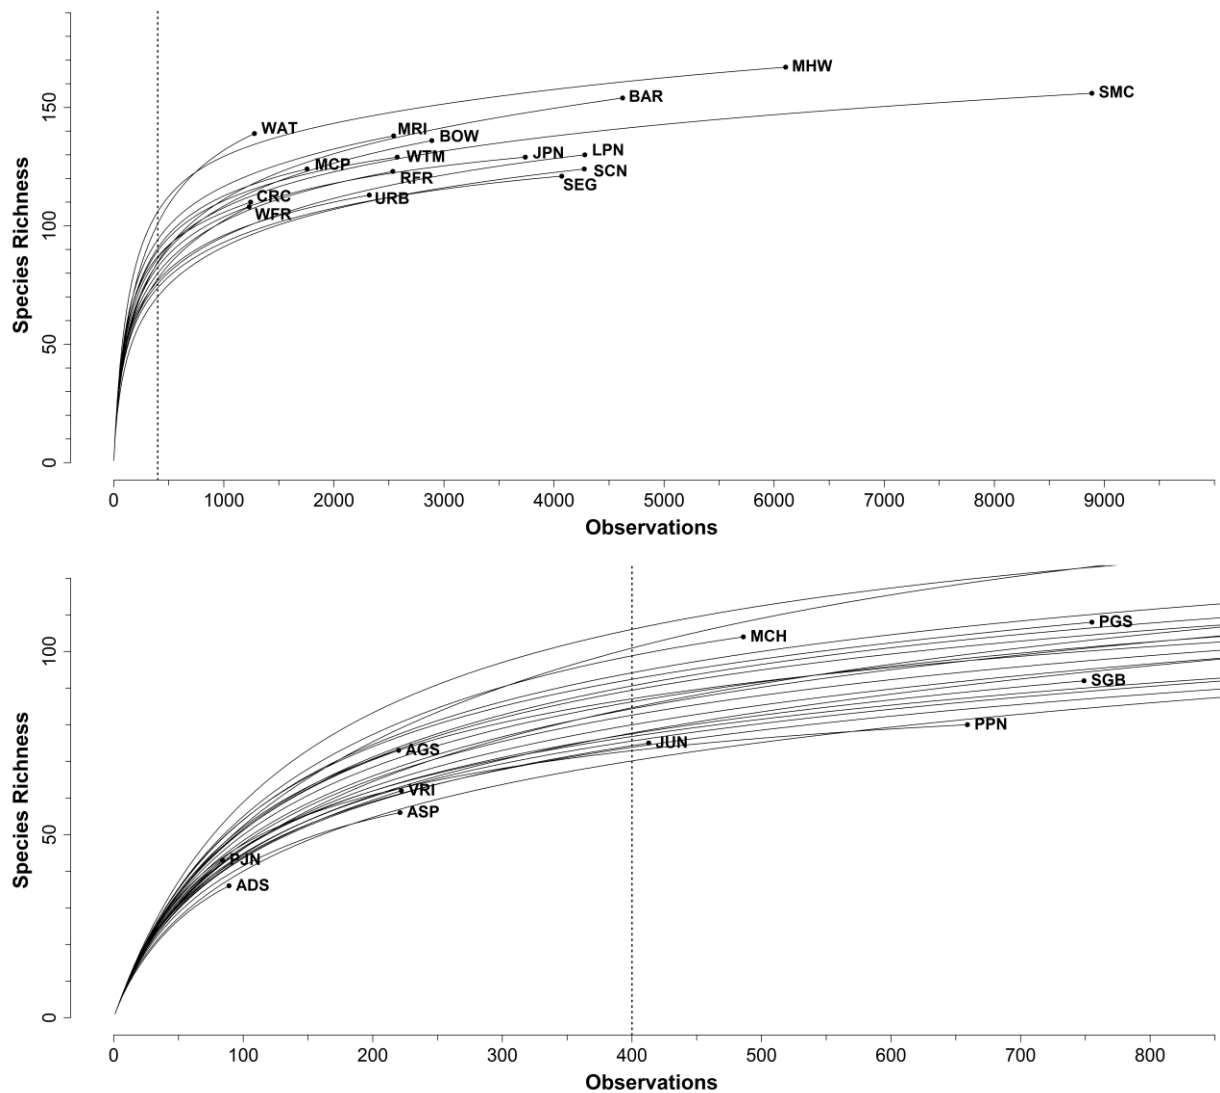 Species Richness
0
50
100
150
WAT
MHW
BAR
SMC
MRI
BOW
MCP
WTM
JPN
LPN
RFR
SCN
SEG
CRC
WFR
URB
0 1000 2000 3000 4000 5000 6000 7000 8000 9000
Observations
Species Richness
0
50
100
MCH
PGS
SGB
PPN
AGS
JUN
VRI
ASP
PJN
ADS
0 100 200 300 400 500 600 700 800
Observations